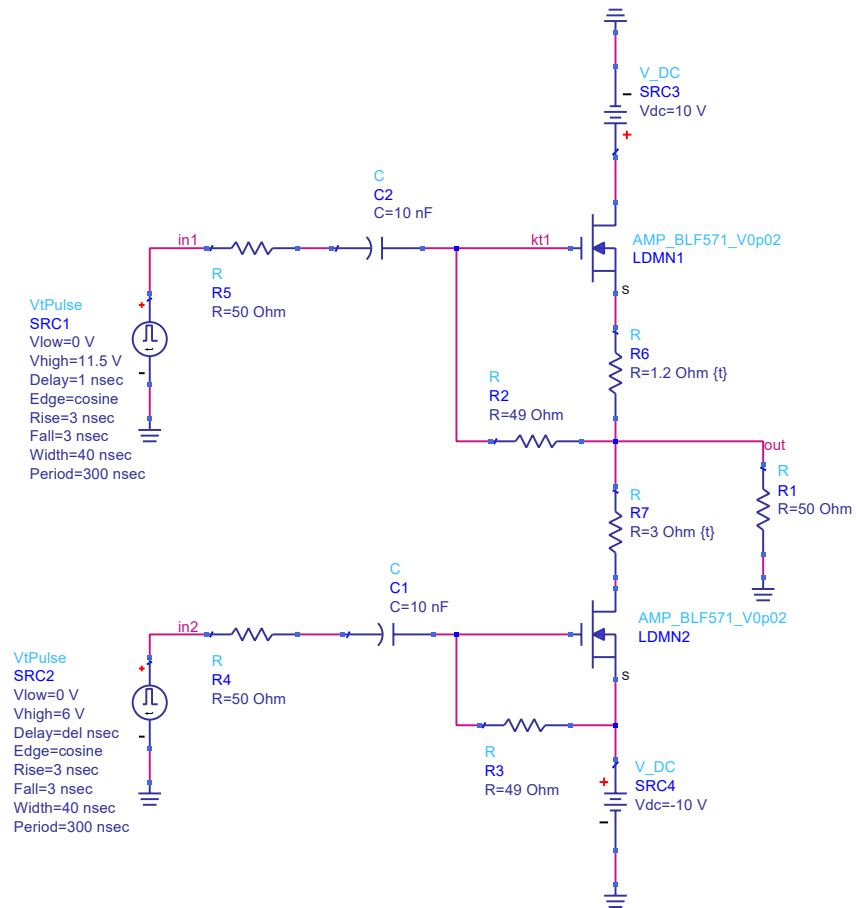 V_DC
SRC3
Vdc=10 V
C
C2
C=10 nF
in1
kt1
AMP_BLF571_V0p02
LDMN1
R
R5
R=50 Ohm
S
VtPulse
SRC1
Vlow=0 V
Vhigh=11.5 V
Delay=1 nsec
Edge=cosine
Rise=3 nsec
Fall=3 nsec
Width=40 nsec
Period=300 nsec
R
R6
R=1.2 Ohm {t}
R
R2
R=49 Ohm
out
R
R1
R=50 Ohm
R
R7
R=3 Ohm {t}
C
C1
C=10 nF
in2
AMP_BLF571_V0p02
LDMN2
R
R4
R=50 Ohm
S
VtPulse
SRC2
Vlow=0 V
Vhigh=6 V
Delay=del nsec
Edge=cosine
Rise=3 nsec
Fall=3 nsec
Width=40 nsec
Period=300 nsec
R
R3
R=49 Ohm
V_DC
SRC4
Vdc=-10 V